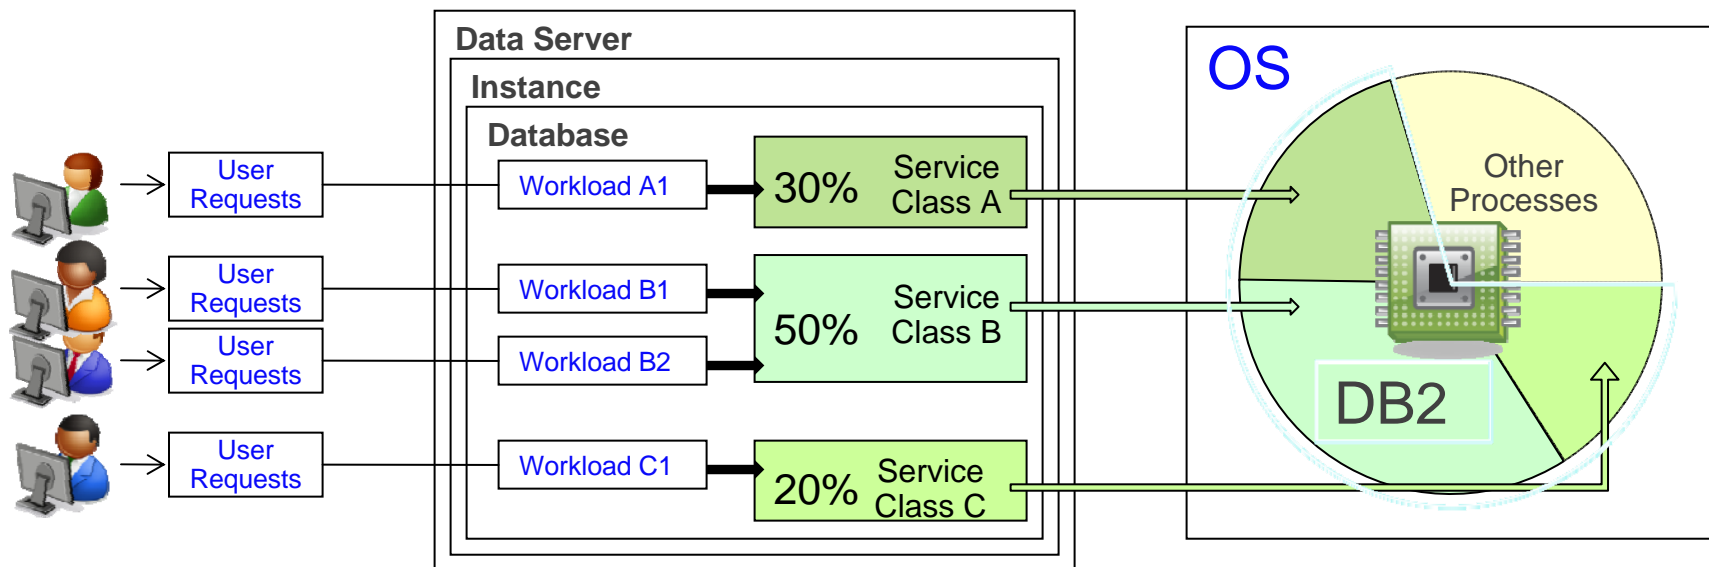 Data Server
Instance
Database
User
Requests
Workload A1
30%
Service
Class A
User
Requests
Workload B1
User
Requests
Workload B2
50%
Service
Class B
User
Requests
Workload C1
20%
Service
Class C
OS
Other
Processes
DB2